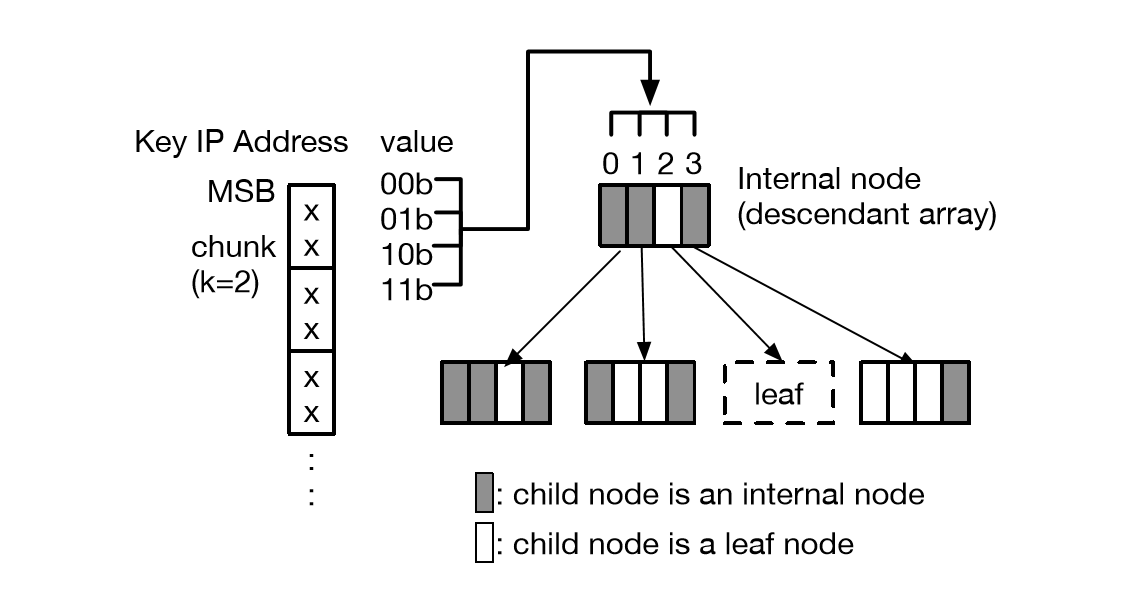 Key IP Address
value
MSB
x
x
chunk
(k=2)
x
x
x
x
:
:
00b
01b
10b
11b
0 1 2 3
Internal node
(descendant array)
leaf
: child node is an internal node
: child node is a leaf node